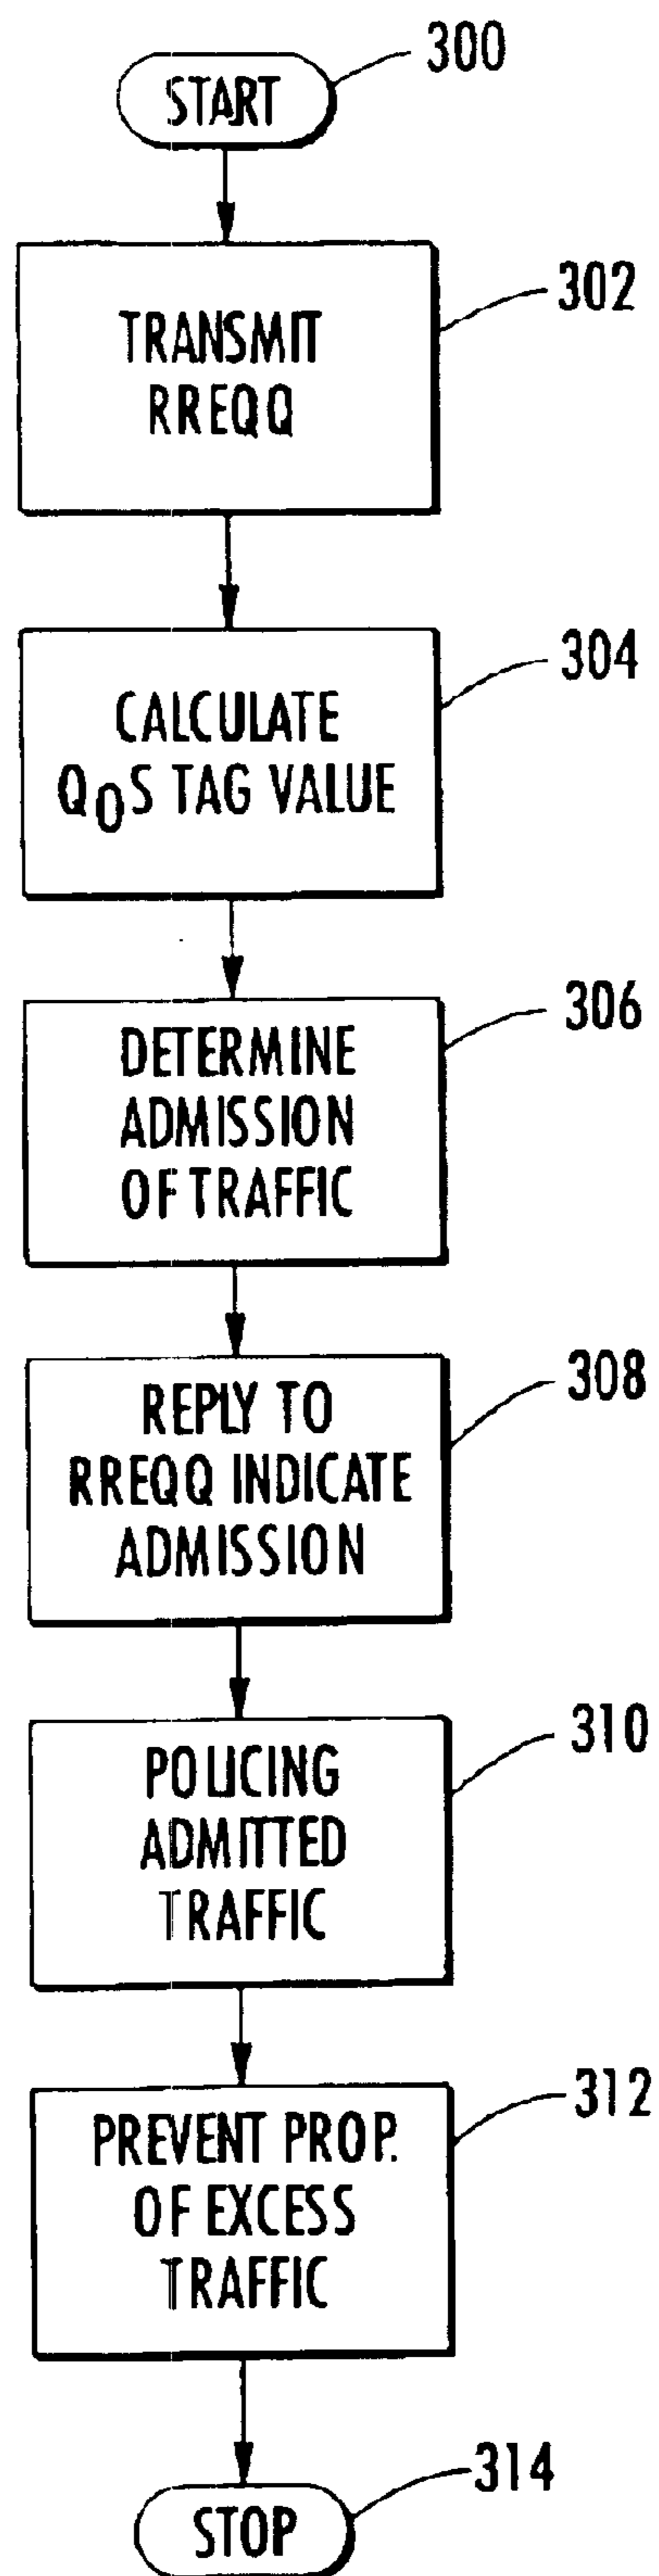 300
START
302
TRANSMIT
RREQQ
304
CALCULATE
QOS TAG VALUE
306
DETERMINE
ADMISSION
OF TRAFFIC
308
REPLY TO
RREQQ INDICATE
ADMISSION
310
POLICING
ADMITTED
TRAFFIC
312
PREVENT PROP.
OF EXCESS
TRAFFIC
314
STOP